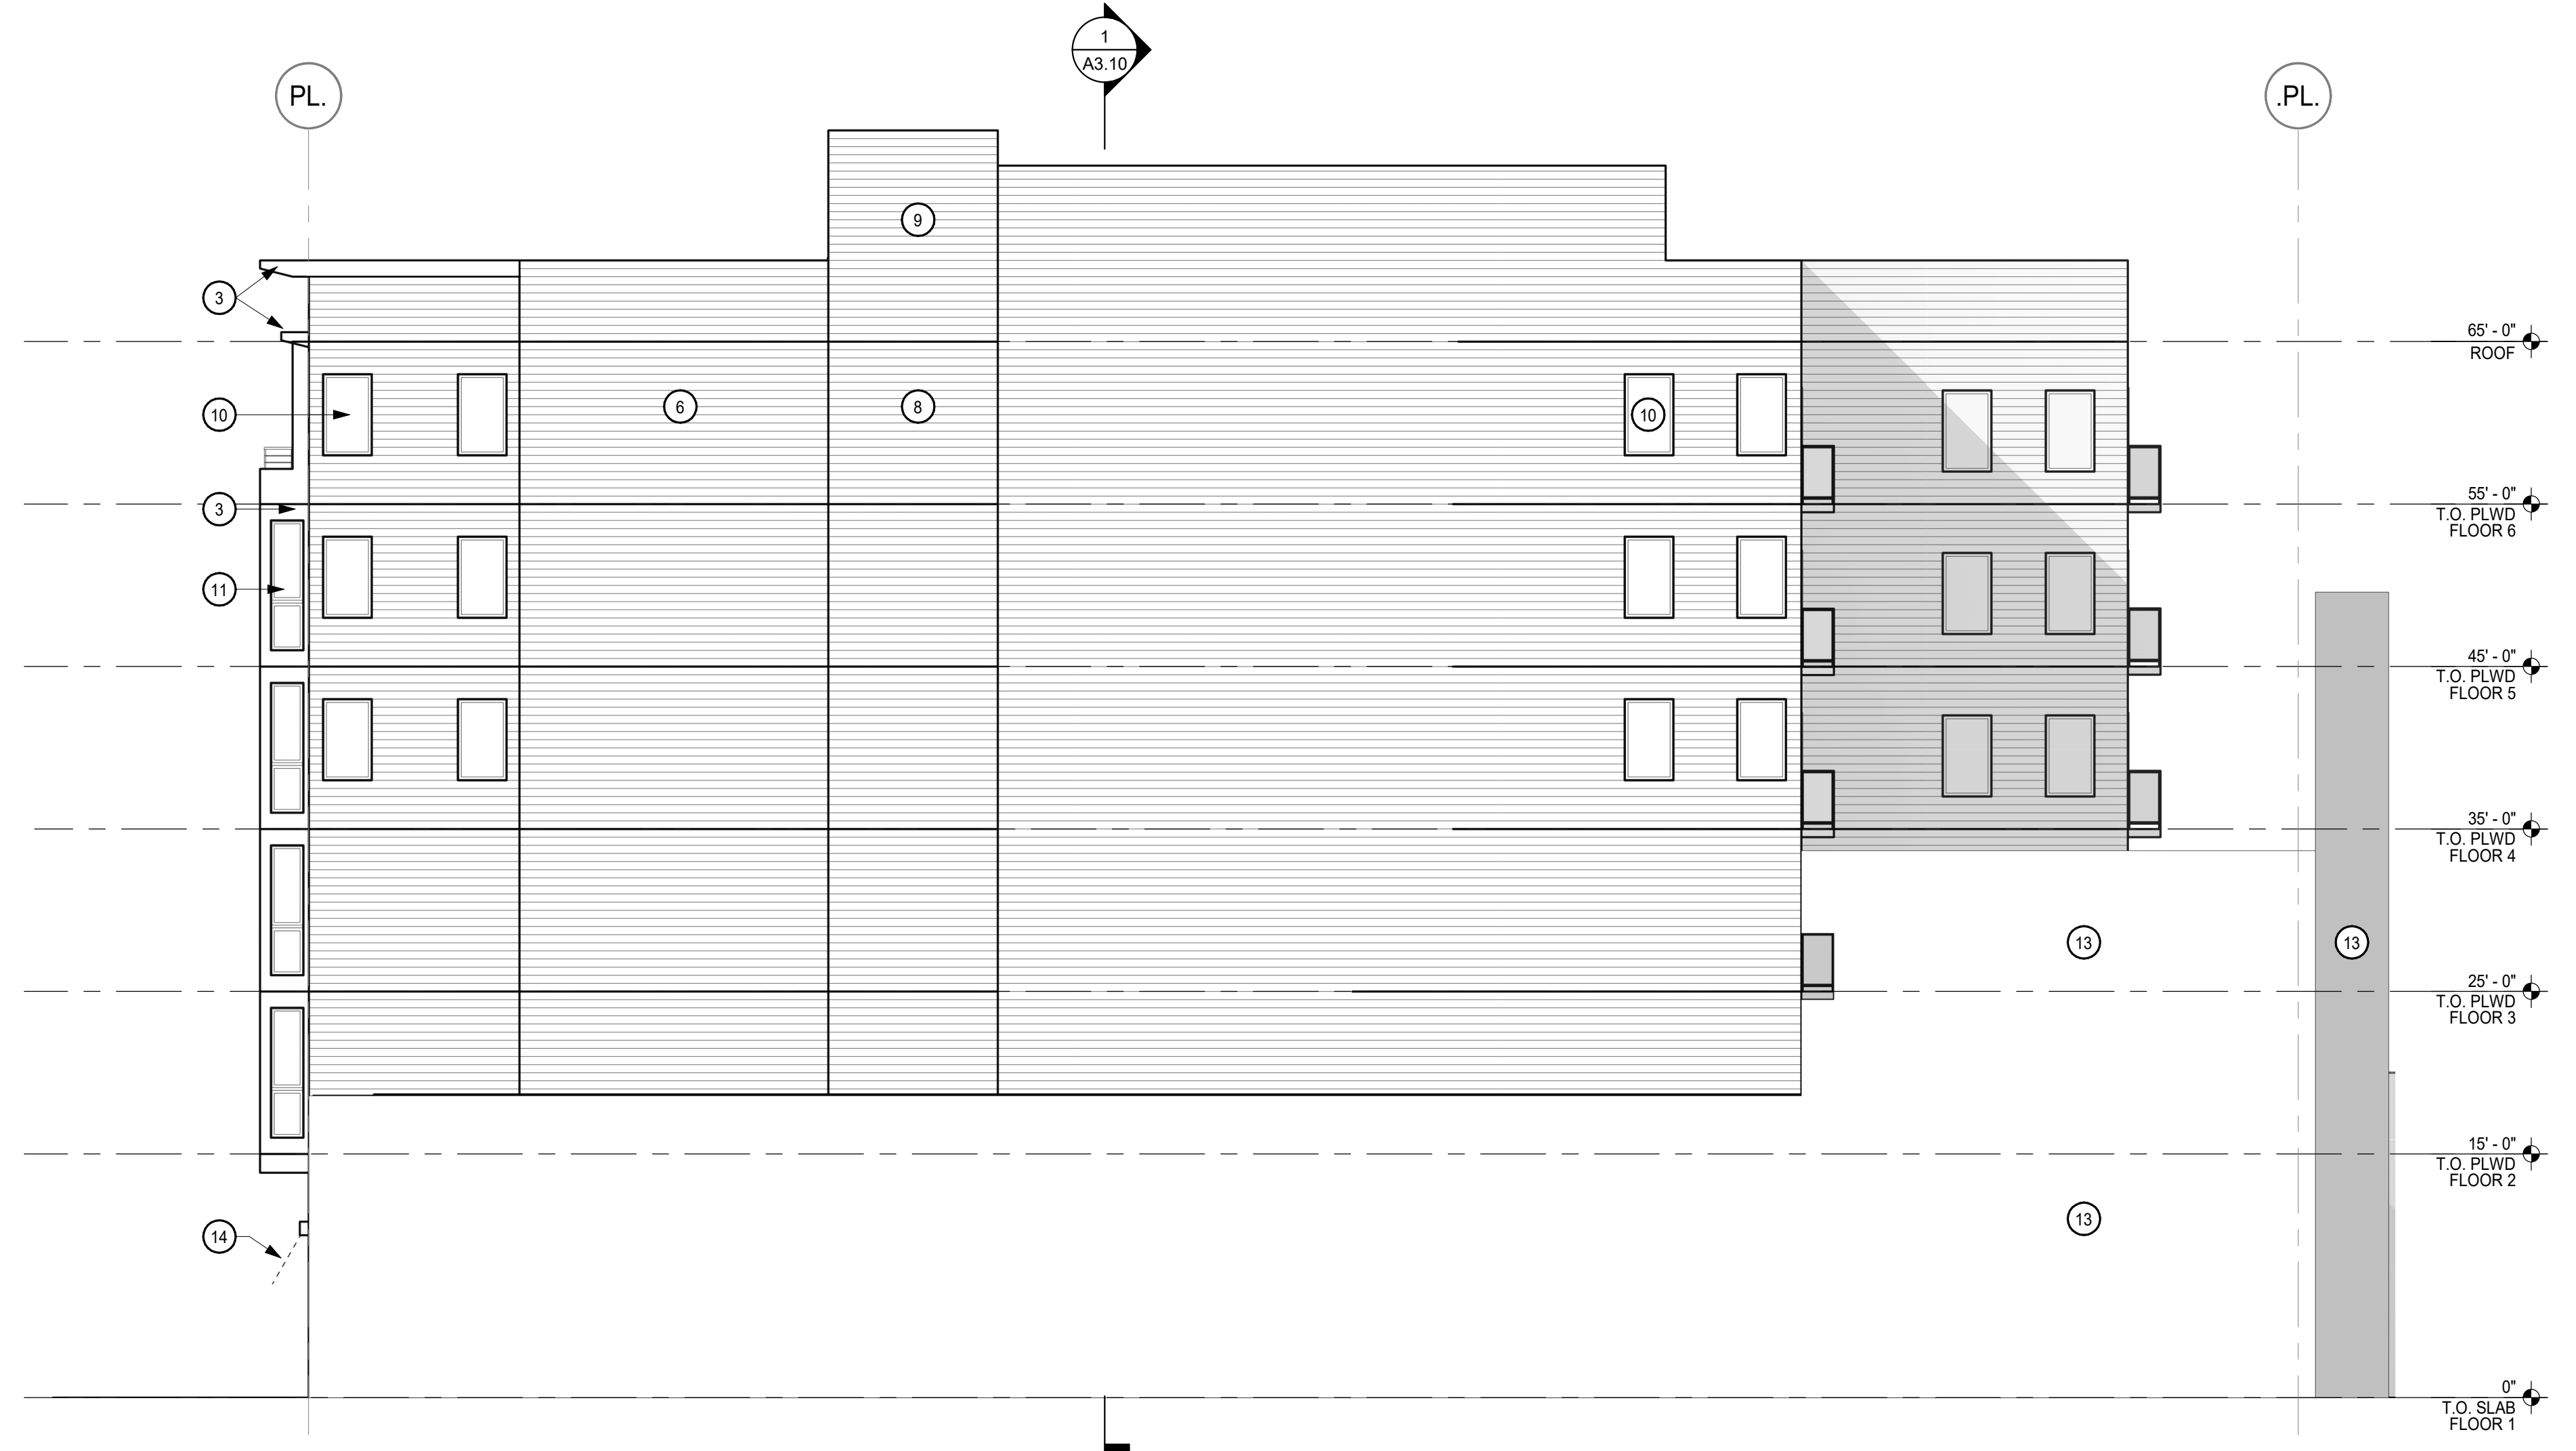 1
A3.10
PL.
.PL.
9
3
65' - 0"
ROOF
10
6
8
10
3
55' - 0"
T.O. PLWD
FLOOR 6
11
45' - 0"
T.O. PLWD
FLOOR 5
35' - 0"
T.O. PLWD
FLOOR 4
13
13
25' - 0"
T.O. PLWD
FLOOR 3
15' - 0"
T.O. PLWD
FLOOR 2
13
14
0"
T.O. SLAB
FLOOR 1